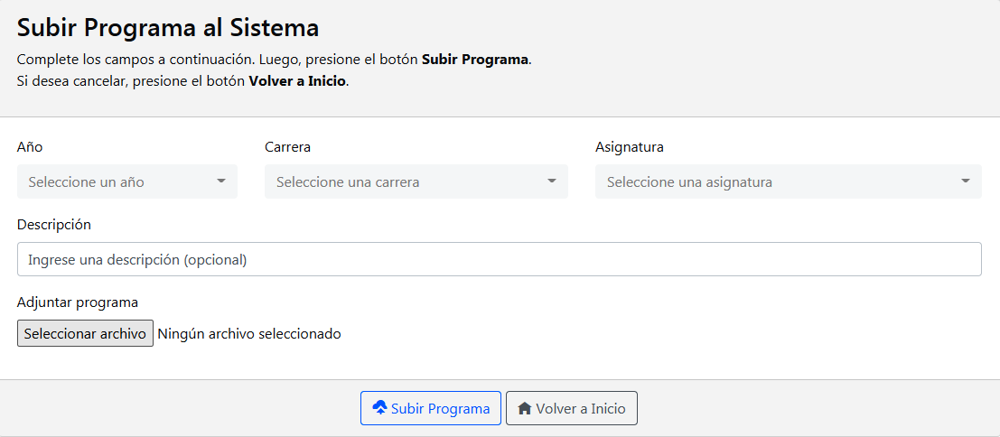 Subir Programa al Sistema
Complete los campos a continuación. Luego, presione el botón Subir Programa.
Si desea cancelar, presione el botón Volver a Inicio.
Año Carrera Asignatura
Seleccione un año Seleccione una carrera Seleccione una asignatura
Descripción
Ingrese una descripción (opcional)
Adjuntar programa
Seleccionar archivo Ningún archivo seleccionado
Subir Programa Volver a Inicio